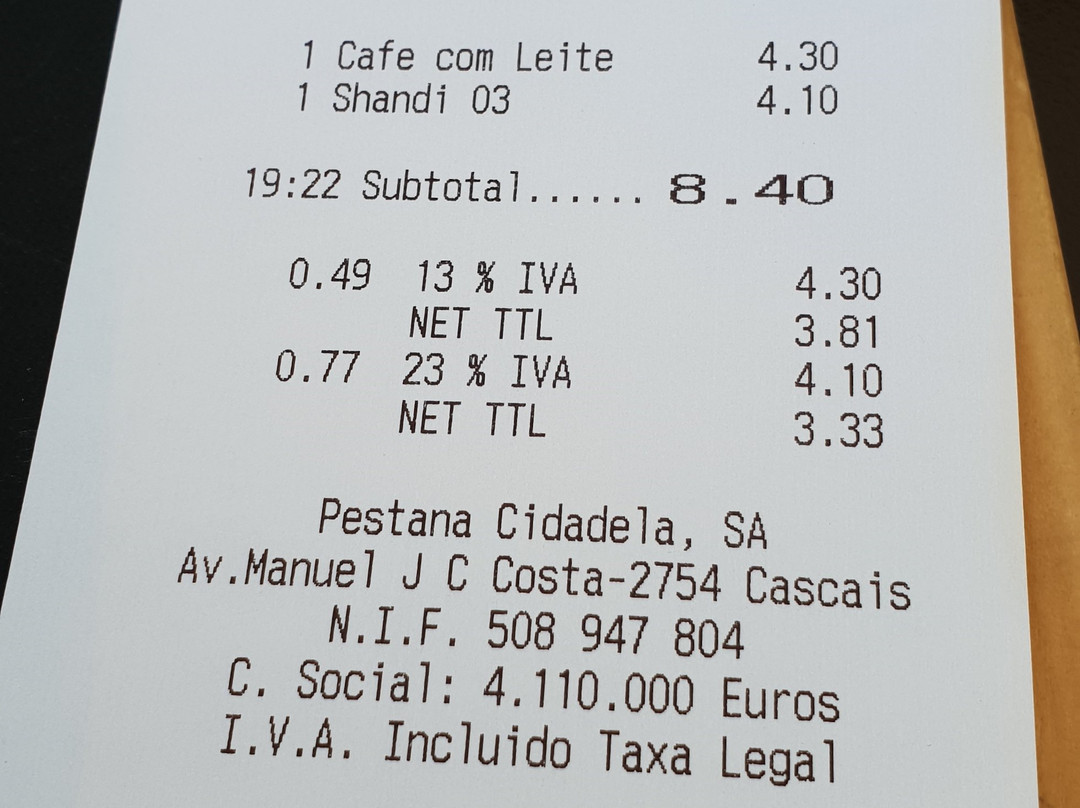 1 Cafe com Leite 4.30
1 Shandi 03 4.10
19:22 Subtotal...... 8.40
0.49 13 % IVA 4.30
NET TTL 3.81
0.77 23 % IVA 4.10
NET TTL 3.33
Pestana Cidadela, SA
Av.Manuel J C Costa-2754 Cascais
N.I.F. 508 947 804
C. Social: 4.110.000 Euros
I.V.A. Incluido Taxa Legal